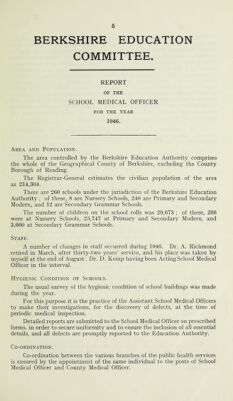 5
BERKSHIRE EDUCATION
COMMITTEE.
REPORT
OF THE
SCHOOL MEDICAL OFFICER
FOR THE YEAR
1946.
AREA AND POPULATION.
The area controlled by the Berkshire Education Authority comprises
the whole of the Geographical County of Berkshire, excluding the County
Borough of Reading.
The Registrar-General estimates the civilian population of the area
as 214,304.
There are 260 schools under the jurisdiction of the Berkshire Education
Authority : of these, 8 are Nursery Schools, 240 are Primary and Secondary
Modern, and 12 are Secondary Grammar Schools.
The number of children on the school rolls was 29,673 ; of these, 266
were at Nursery Schools, 25,747 at Primary and Secondary Modern, and
3,660 at Secondary Grammar Schools.
STAFF.
A number of changes in staff occurred during 1946. Dr. A. Richmond
retired in March, after thirty-two years' service, and his place was taken by
myself at the end of August : Dr. D. Kemp having been Acting School Medical
Officer in the interval.
HYGIENIC CONDITION OF SCHOOLS.
The usual survey of the hygienic condition of school buildings was made
during the year.
For this purpose it is the practice of the Assistant School Medical Officers
to make their investigations, for the discovery of defects, at the time of
periodic medical inspection.
Detailed reports are submitted to the School Medical Officer on prescribed
forms, in order to secure uniformity and to ensure the inclusion of all essential
details, and all defects are promptly reported to the Education Authority.
CO-ORDINATION.
Co-ordination between the various branches of the public health services
is ensured by the appointment of the same individual to the posts of School
Medical Officer and County Medical Officer.